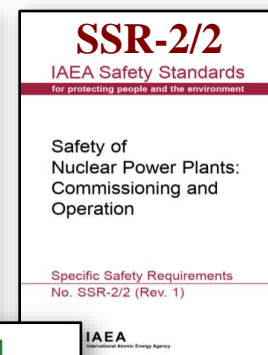 SSR-2/2
IAEA Safety Standards
for protecting people and the environment
Safety of
Nuclear Power Plants:
Commissioning and
Operation
Specific Safety Requirements
No. SSR-2/2 (Rev. 1)
IAEA
International Atomic Energy Agency